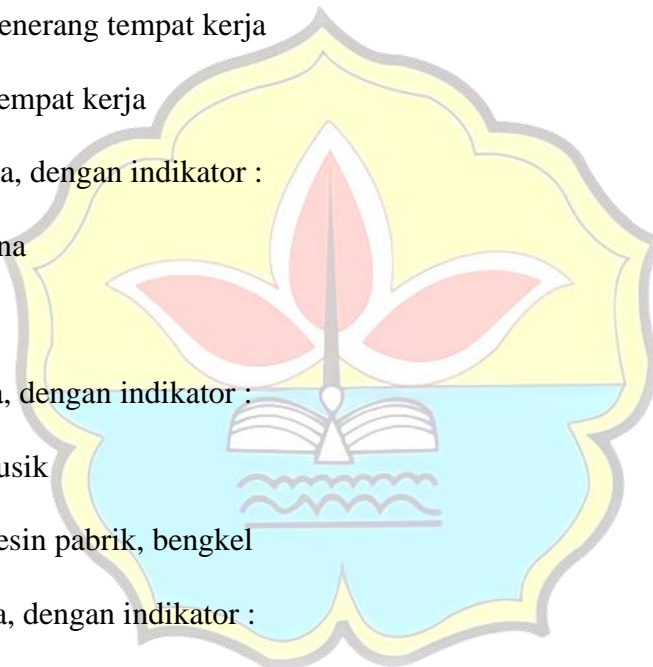 enerang tempat kerja
empat kerja
a, dengan indikator :
na
a, dengan indikator :
usik
esin pabrik, bengkel
a, dengan indikator :